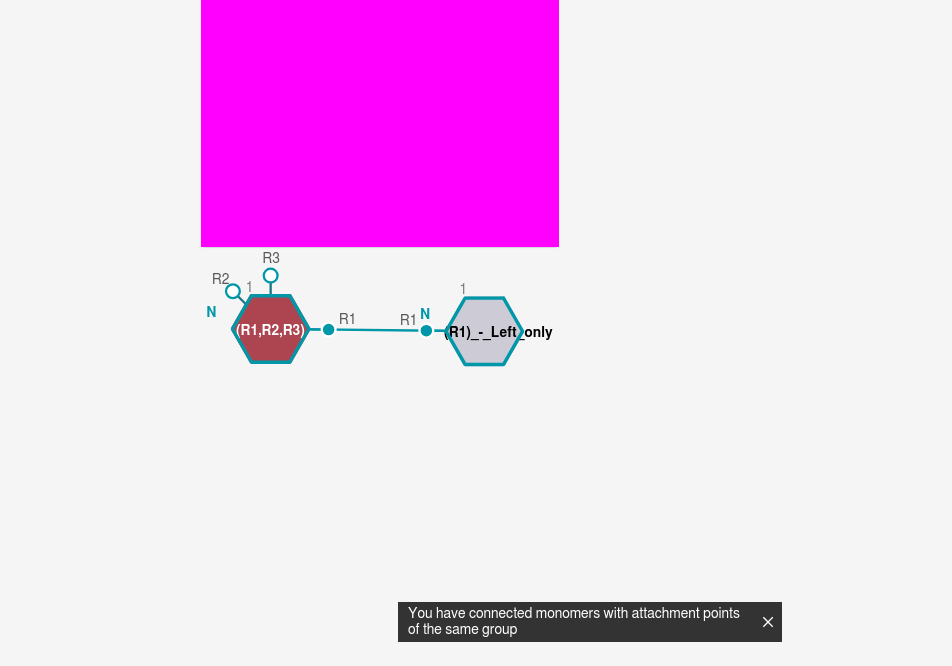 R3
R2
1
N
(R1,R2,R3)
R1
R1
N
1
(R1)_-_Left_only
You have connected monomers with attachment points
of the same group